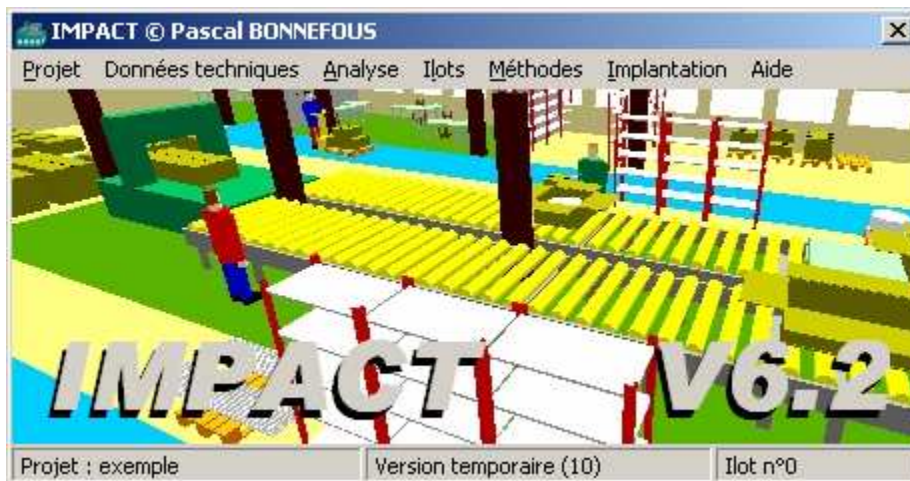 IMPACT © Pascal BONNEFOUS
Projet Données techniques Analyse Ilots Méthodes Implantation Aide
IMPACT V6.2
Projet : exemple Version temporaire (10) Ilot n°0